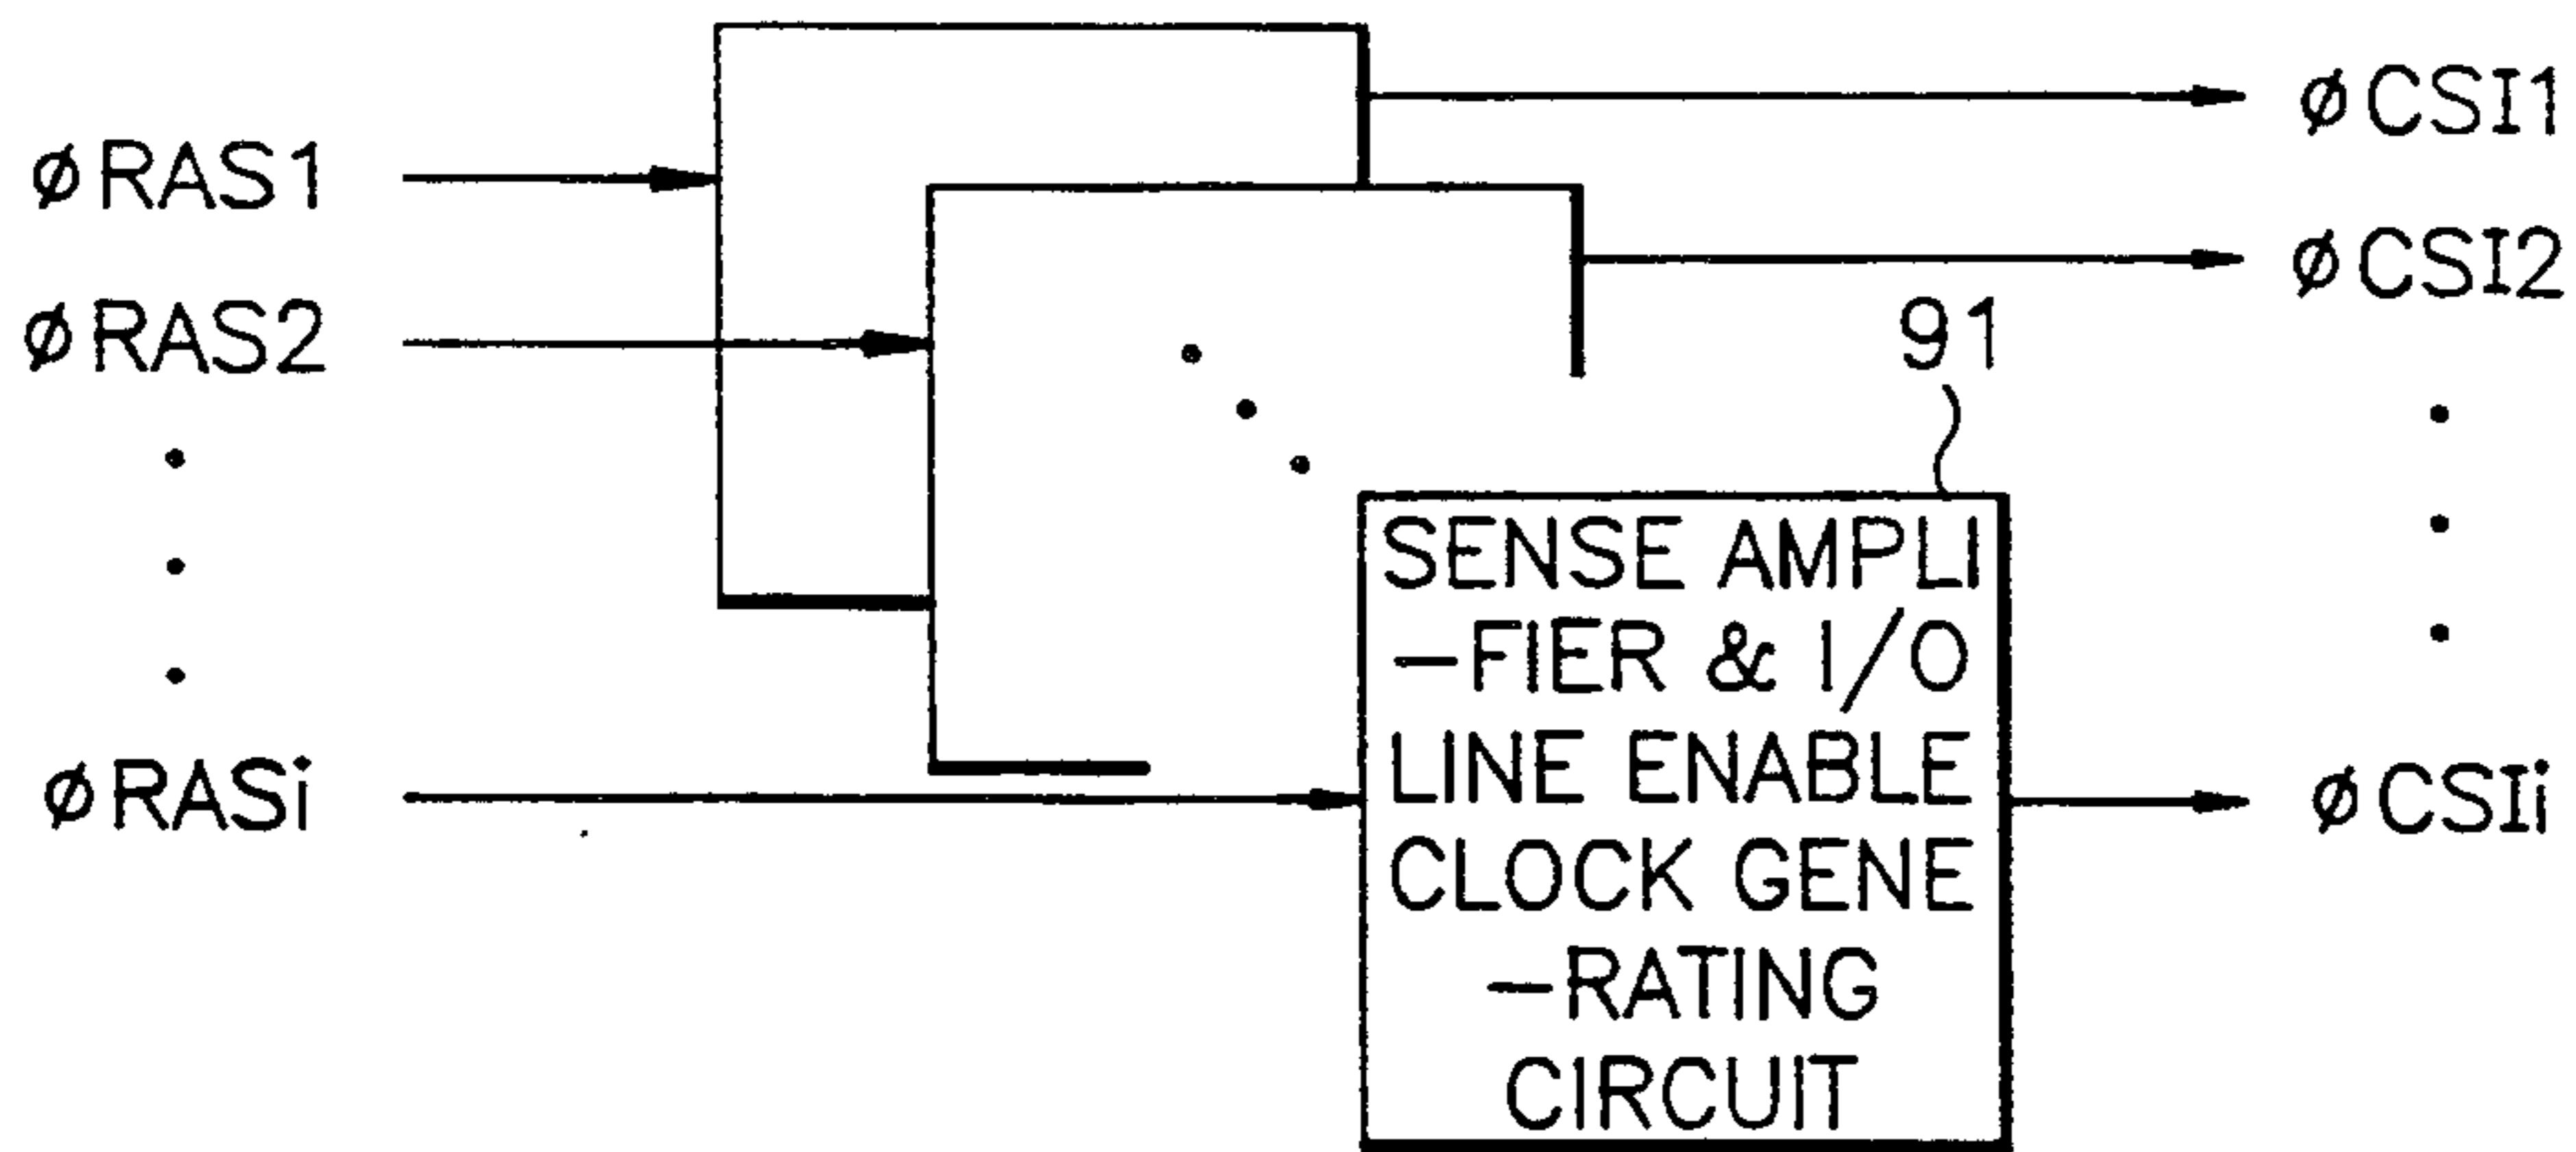 øRAS1
øRAS2
øRASi
øCSI1
øCSI2
øCSIi
91
SENSE AMPLI
-FIER & I/O
LINE ENABLE
CLOCK GENE
-RATING
CIRCUIT